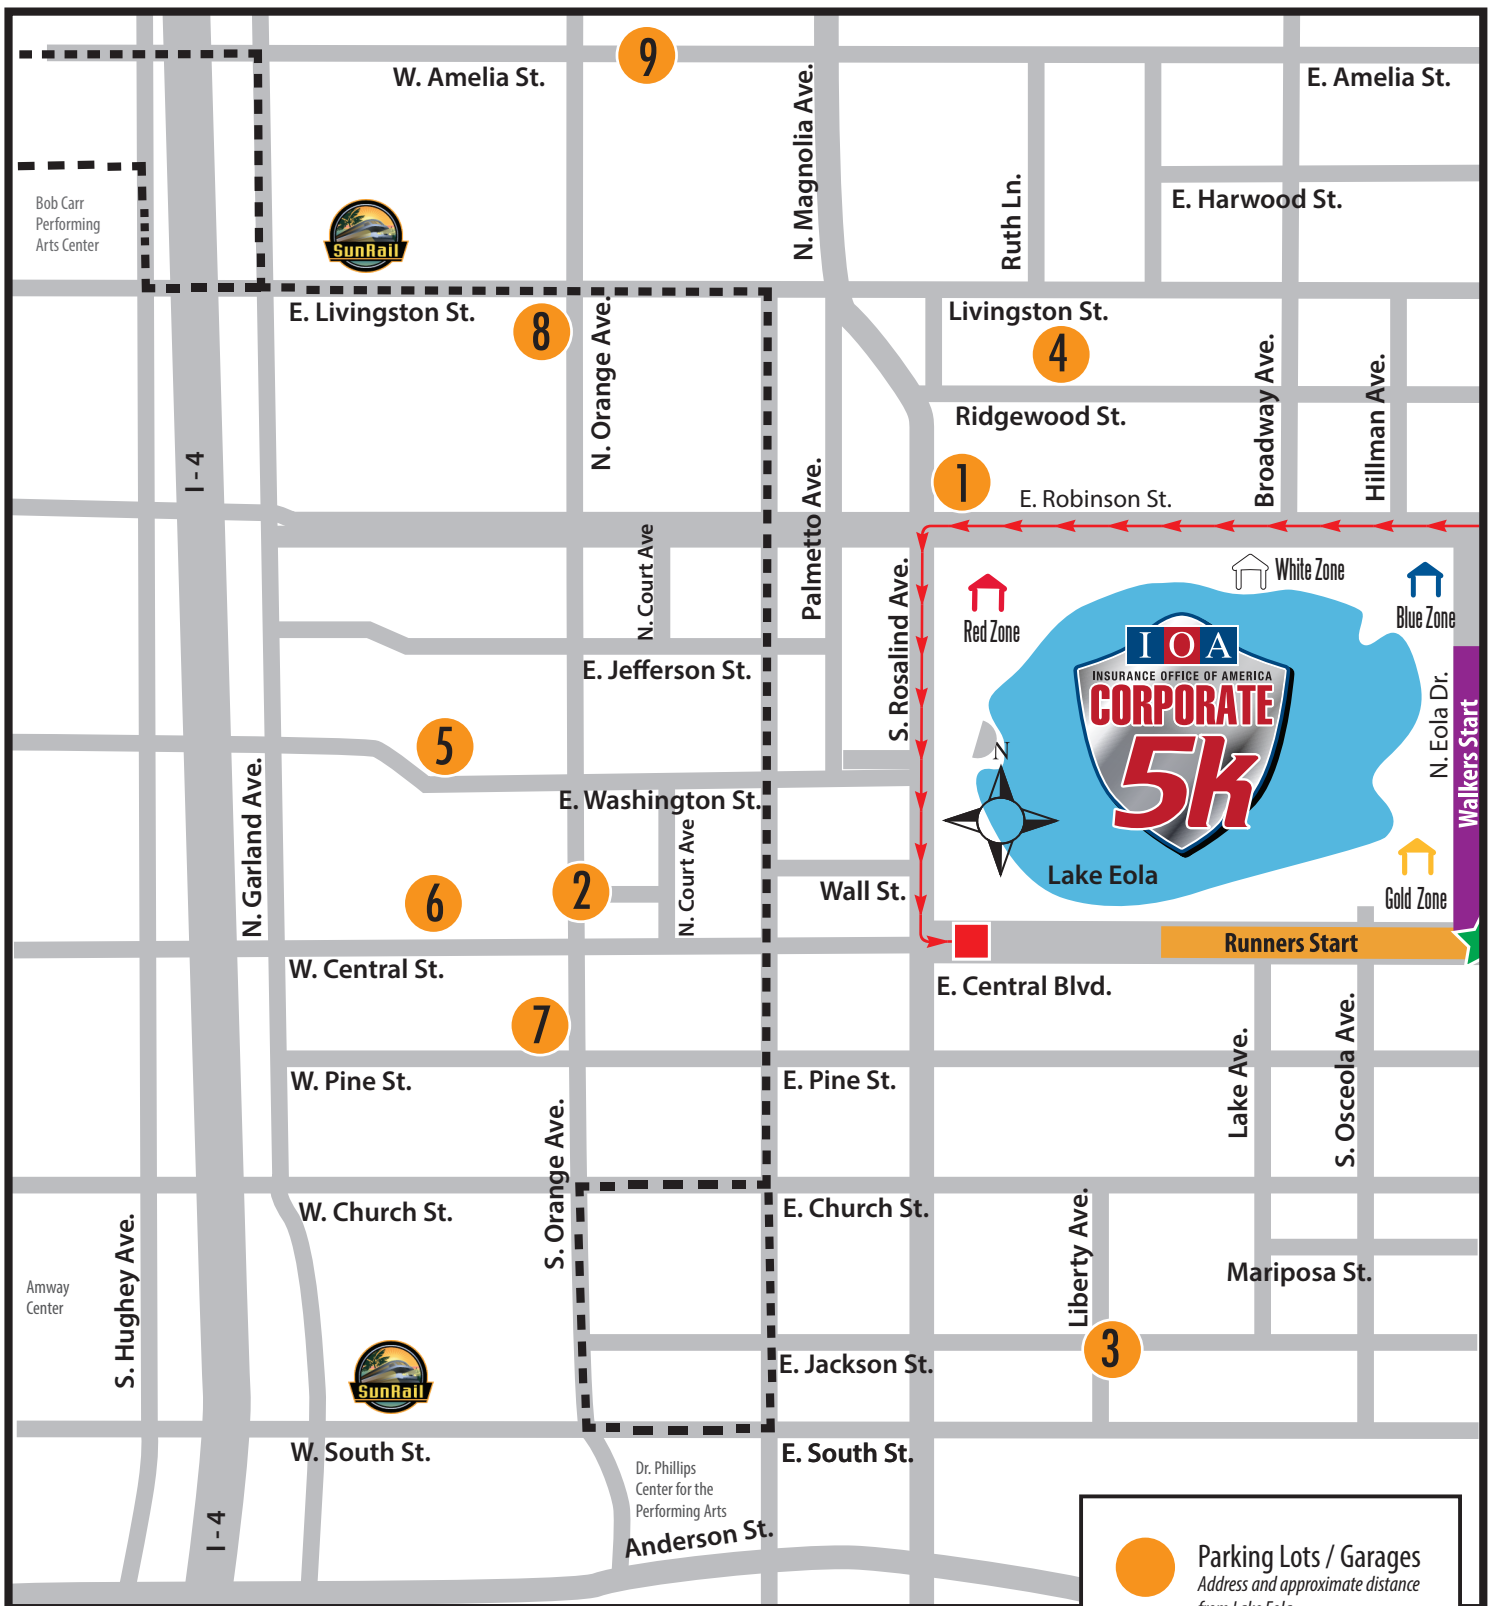 9
W. Amelia St.
E. Amelia St.
N. Magnolia Ave.
Ruth Ln.
E. Harwood St.
Bob Carr
Performing
Arts Center
SunRail
E. Livingston St.
8
N. Orange Ave.
Livingston St.
4
Ridgewood St.
Broadway Ave.
Hillman Ave.
I - 4
Palmetto Ave.
1
E. Robinson St.
N. Court Ave
S. Rosalind Ave.
Red Zone
White Zone
Blue Zone
I O A
INSURANCE OFFICE OF AMERICA
CORPORATE
5k
E. Jefferson St.
N. Eola Dr.
Walkers Start
5
N
E. Washington St.
N. Garland Ave.
N. Court Ave
6
2
Wall St.
Lake Eola
Gold Zone
Runners Start
W. Central St.
E. Central Blvd.
7
W. Pine St.
E. Pine St.
Lake Ave.
S. Osceola Ave.
S. Orange Ave.
W. Church St.
E. Church St.
Liberty Ave.
Mariposa St.
Amway
Center
S. Hughey Ave.
SunRail
E. Jackson St.
3
W. South St.
E. South St.
Dr. Phillips
Center for the
Performing Arts
I - 4
Anderson St.
Parking Lots / Garages
Address and approximate distance
from Lake Eola